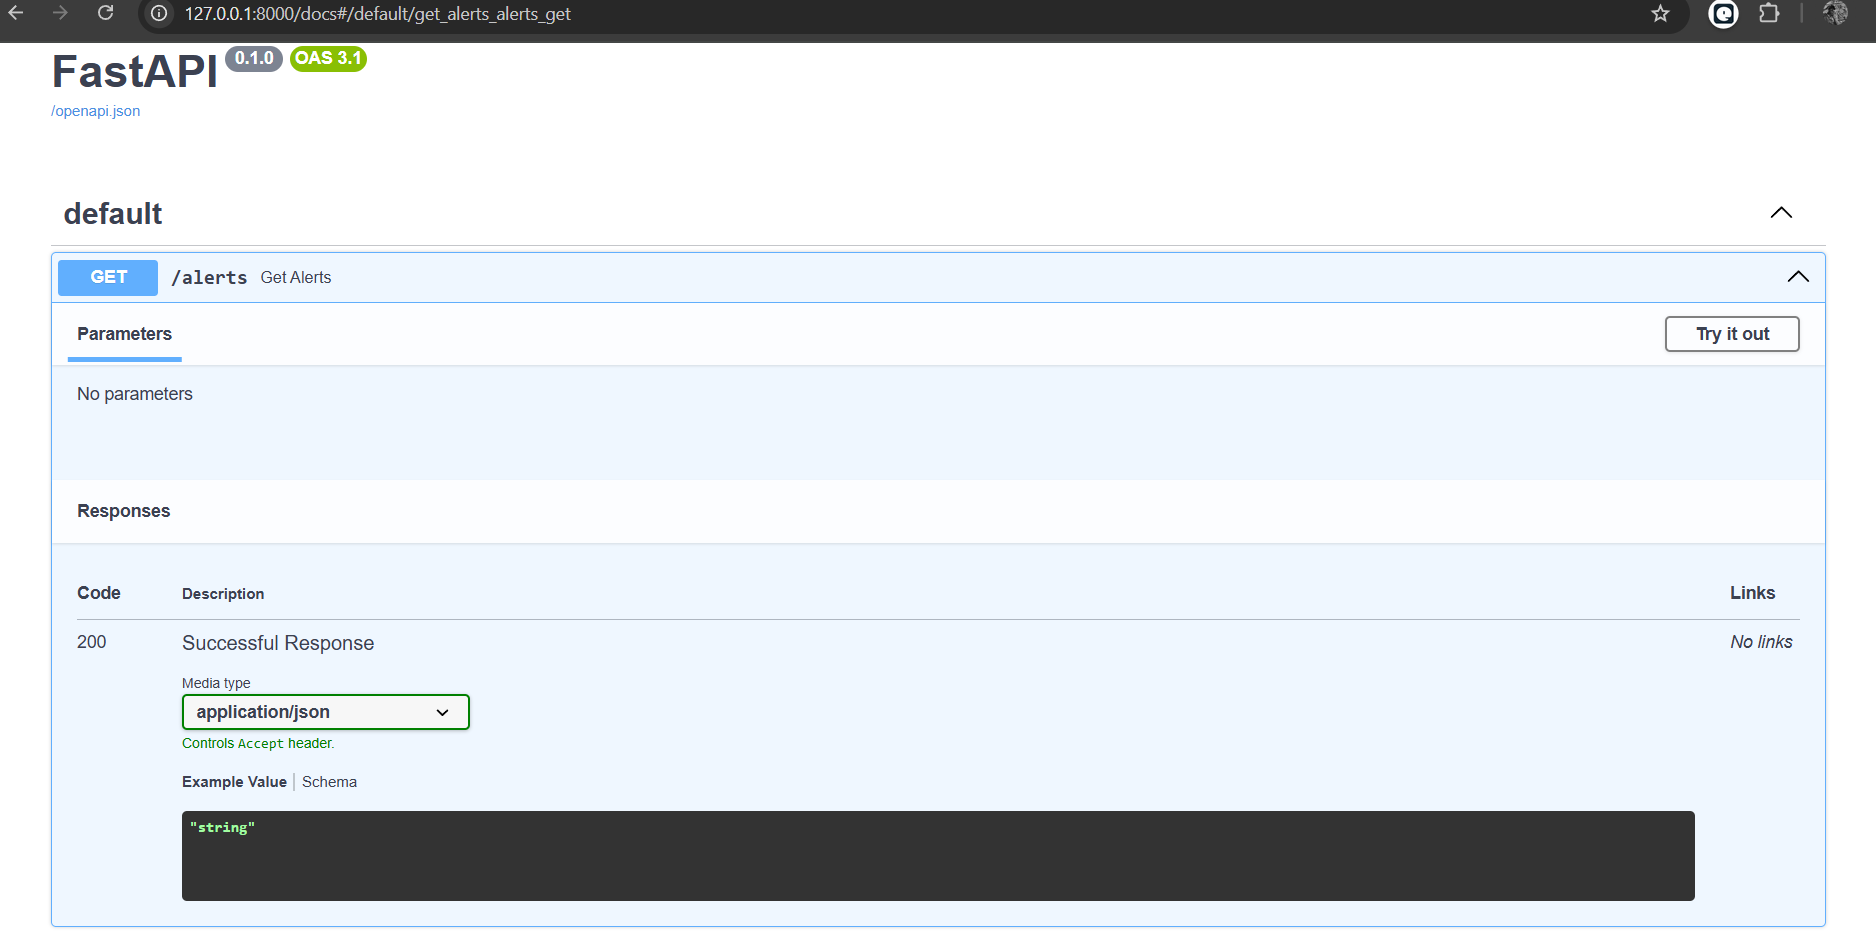 127.0.0.1:8000/docs#/default/get_alerts_alerts_get
FastAPI 0.1.0 OAS 3.1
/openapi.json
default
GET /alerts Get Alerts
Parameters Try it out
No parameters
Responses
Code Description Links
200 Successful Response No links
Media type
application/json
Controls Accept header.
Example Value Schema
"string"